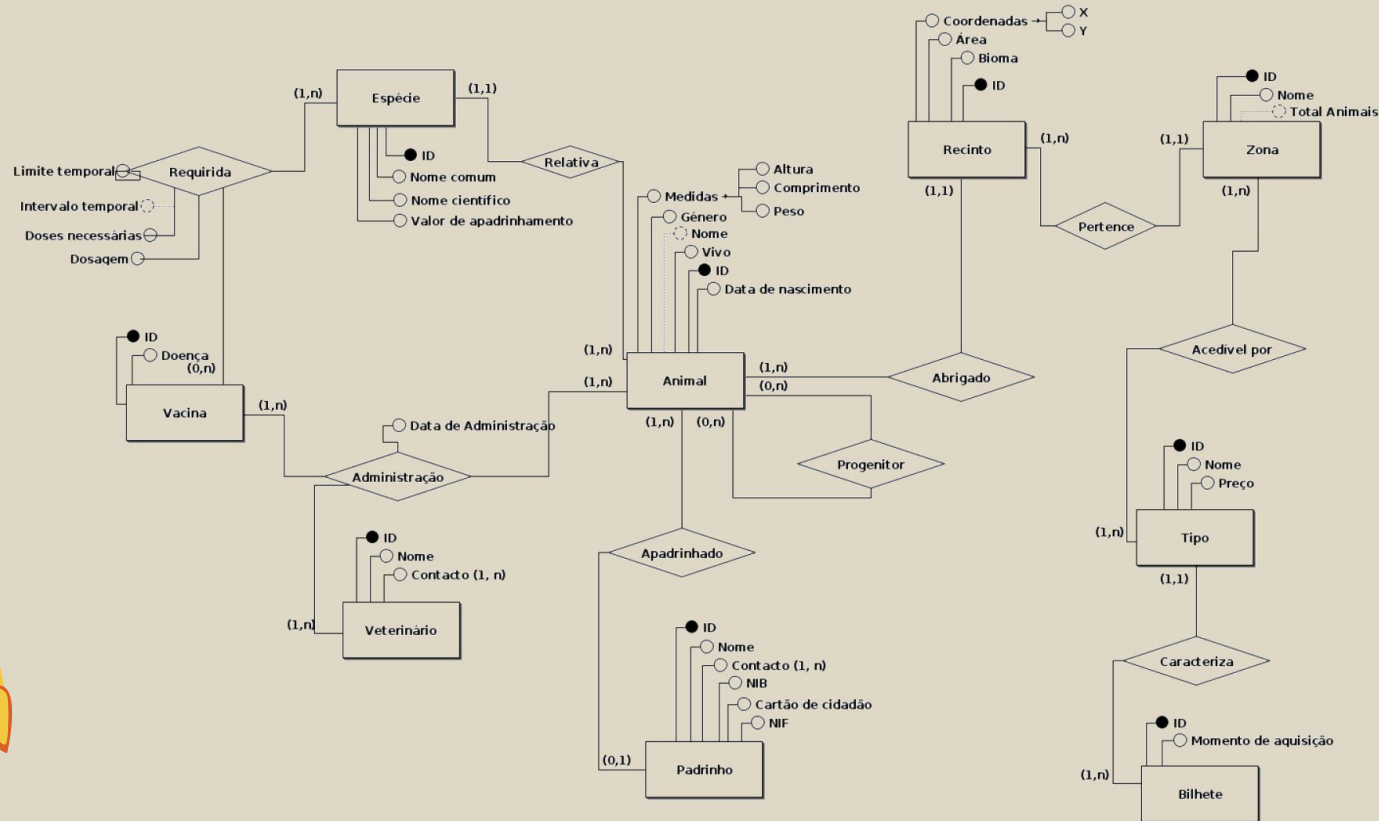 Coordenadas
X
Y
Área
Bioma
ID
Recinto
(1,n)
(1,1)
ID
Nome
Total Animais
Zona
(1,1)
(1,n)
Pertence
(1,n)
Espécie
(1,1)
ID
Nome comum
Nome científico
Valor de apadrinhamento
Relativa
Requirida
Limite temporal
Intervalo temporal
Doses necessárias
Dosagem
Medidas
Altura
Comprimento
Peso
Género
Nome
Vivo
ID
Data de nascimento
(1,n)
(1,n)
Animal
(1,n)
(0,n)
(1,n)
(0,n)
Abrigado
Progenitor
Acedível por
ID
Doença
(0,n)
Vacina
(1,n)
Data de Administração
Administração
ID
Nome
Contacto (1, n)
(1,n)
Veterinário
Apadrinhado
ID
Nome
Contacto (1, n)
NIB
Cartão de cidadão
NIF
(0,1)
Padrinho
ID
Nome
Preço
(1,n)
Tipo
(1,1)
Caracteriza
ID
Momento de aquisição
(1,n)
Bilhete